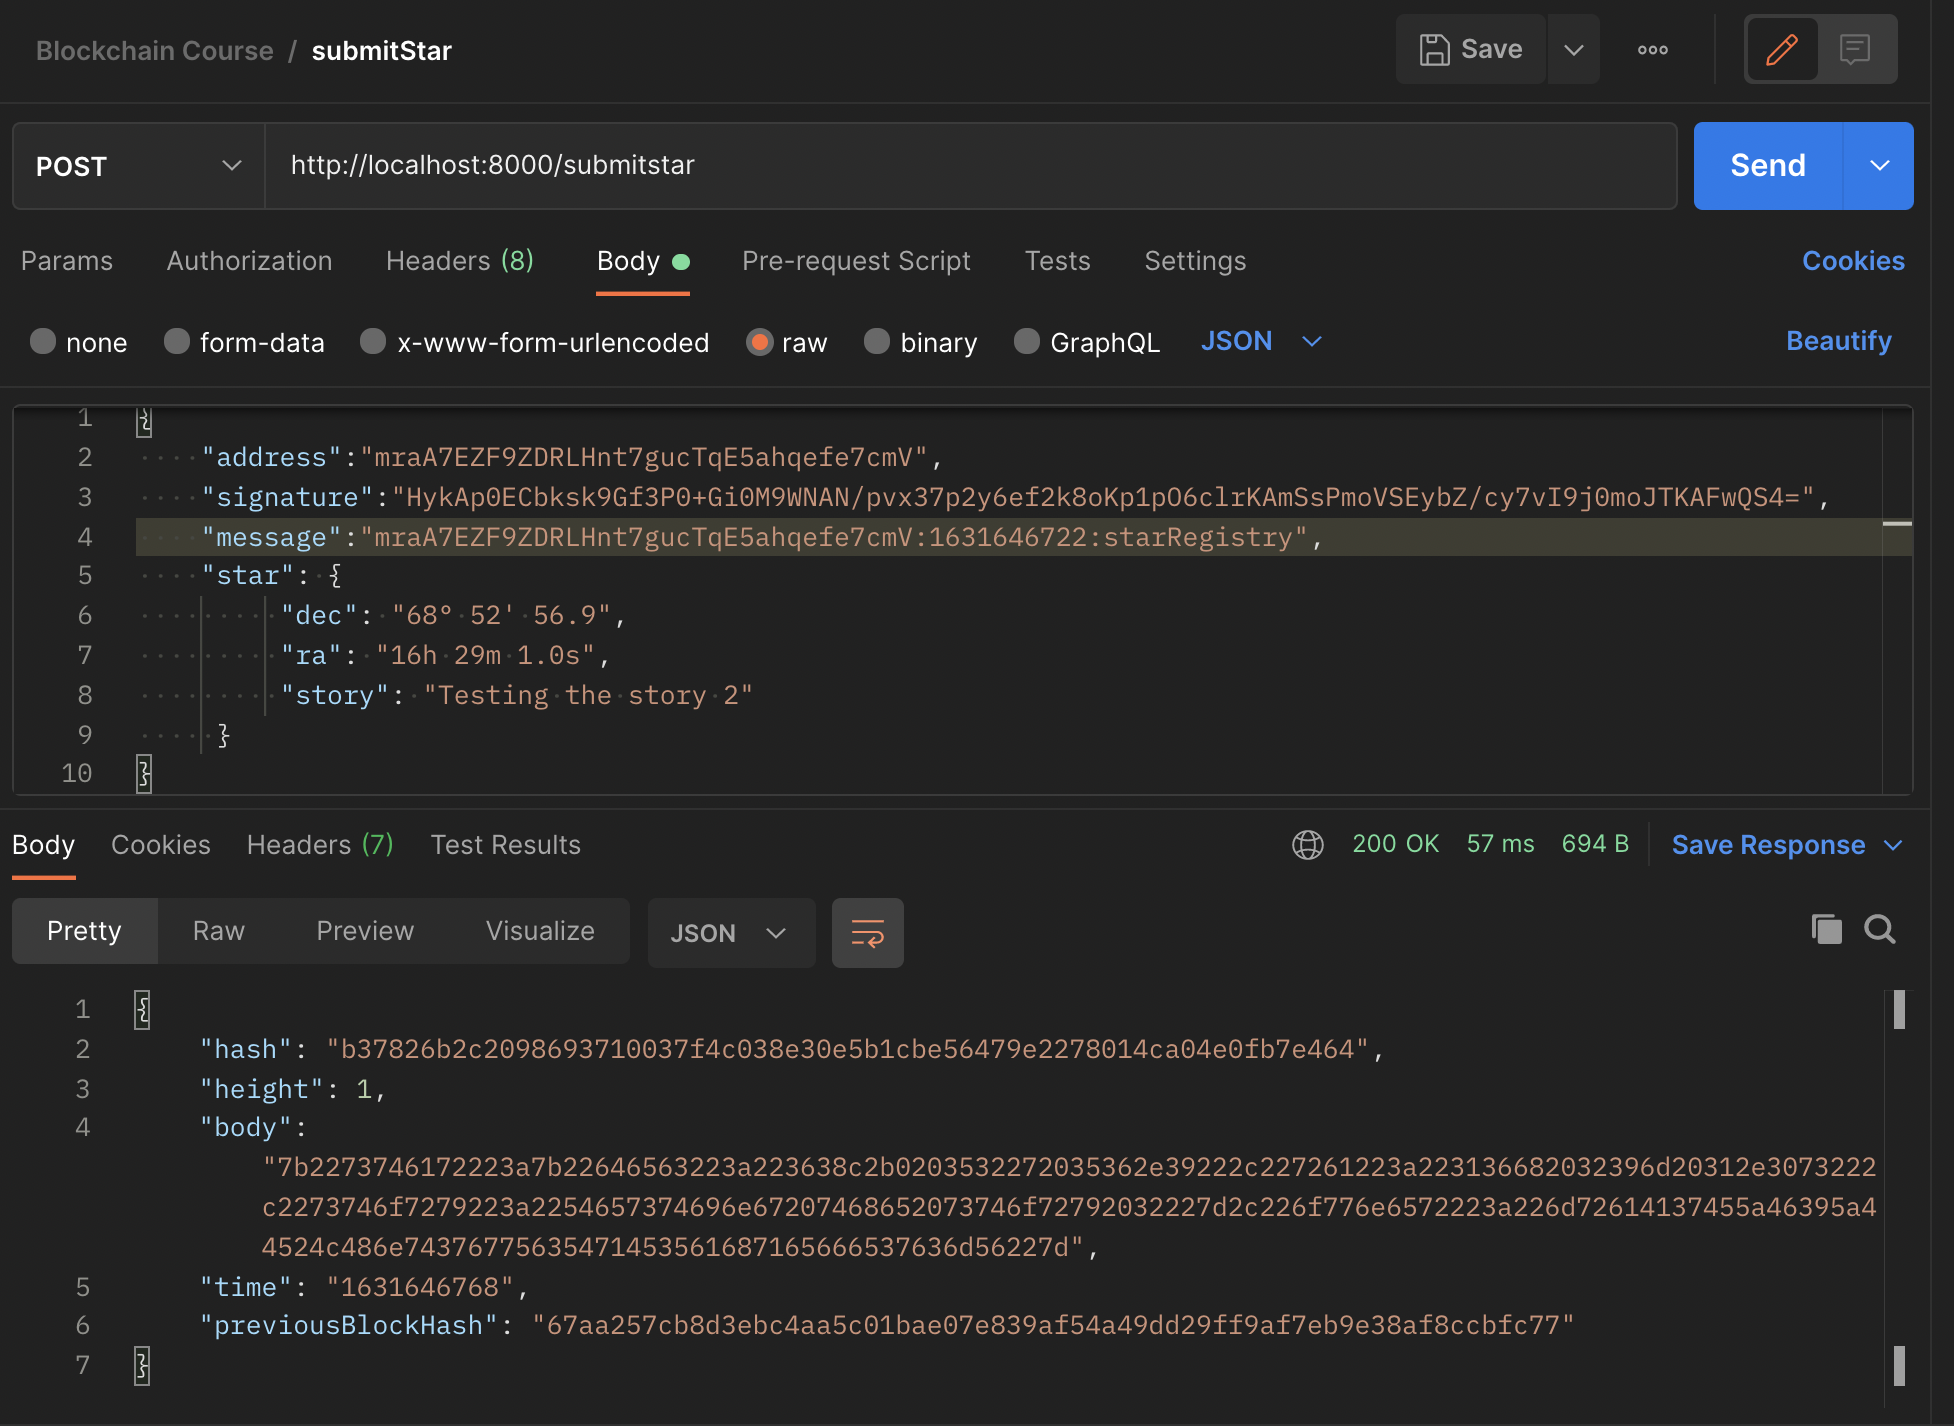 Blockchain Course / submitStar
Save
POST
http://localhost:8000/submitstar
Send
Params Authorization Headers (8) Body Pre-request Script Tests Settings Cookies
none form-data x-www-form-urlencoded raw binary GraphQL JSON Beautify
1 {
2 "address":"mraA7EZF9ZDRLHnt7gucTqE5ahqefe7cmV",
3 "signature":"HykAp0ECbksk9Gf3P0+Gi0M9WNAN/pvx37p2y6ef2k8oKp1pO6clrKAmSsPmoVSEybZ/cy7vI9j0moJTKAFwQS4=",
4 "message":"mraA7EZF9ZDRLHnt7gucTqE5ahqefe7cmV:1631646722:starRegistry",
5 "star": {
6 "dec": "68° 52' 56.9",
7 "ra": "16h 29m 1.0s",
8 "story": "Testing the story 2"
9 }
10 }
Body Cookies Headers (7) Test Results 200 OK 57 ms 694 B Save Response
Pretty Raw Preview Visualize JSON
1 {
2 "hash": "b37826b2c2098693710037f4c038e30e5b1cbe56479e2278014ca04e0fb7e464",
3 "height": 1,
4 "body":
"7b2273746172223a7b22646563223a223638c2b0203532272035362e39222c227261223a223136682032396d20312e3073222
c2273746f7279223a2254657374696e67207468652073746f72792032227d2c226f776e6572223a226d72614137455a46395a4
4524c486e74376775635471453561687165666537636d56227d",
5 "time": "1631646768",
6 "previousBlockHash": "67aa257cb8d3ebc4aa5c01bae07e839af54a49dd29ff9af7eb9e38af8ccbfc77"
7 }